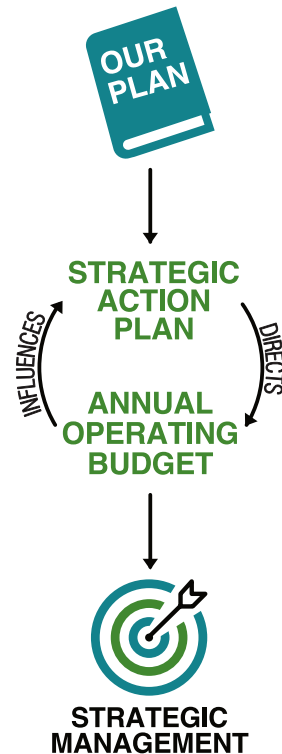 OUR
PLAN
STRATEGIC
ACTION
PLAN
INFLUENCES
DIRECTS
ANNUAL
OPERATING
BUDGET
STRATEGIC
MANAGEMENT